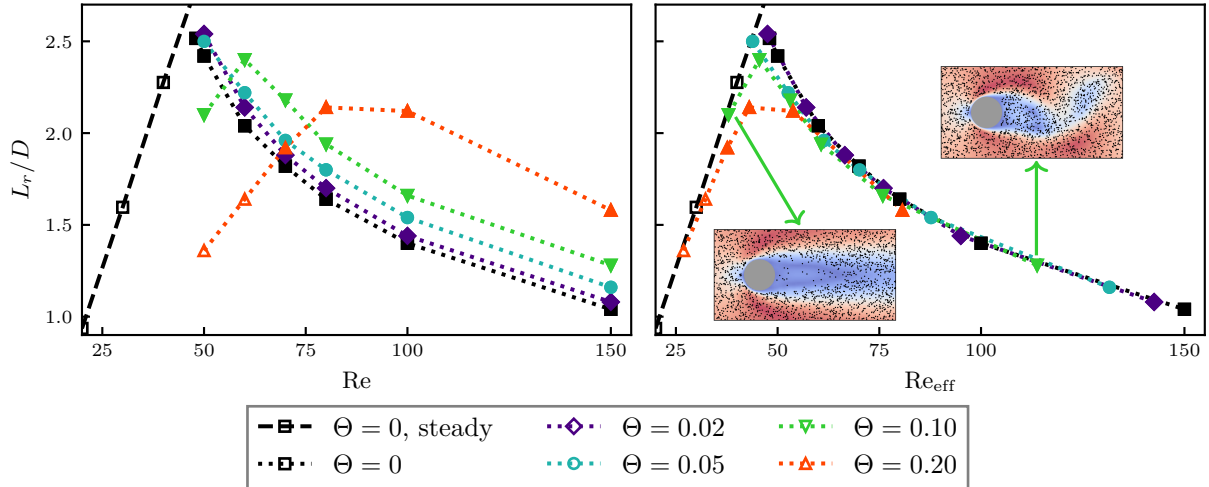 2.5
2.0
1.5
1.0
L_r/D
25 50 75 100 150
25 50 75 100 150
Re
Re_eff
Θ = 0, steady
Θ = 0.02
Θ = 0.10
Θ = 0
Θ = 0.05
Θ = 0.20